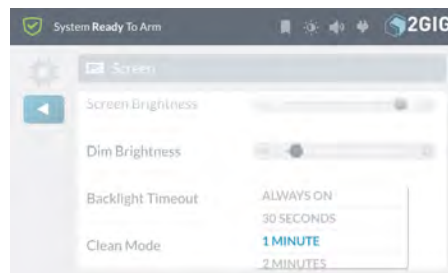 System Ready To Arm
2GIG
Screen
Screen Brightness
Dim Brightness
Backlight Timeout
ALWAYS ON
30 SECONDS
Clean Mode
1 MINUTE
2 MINUTES